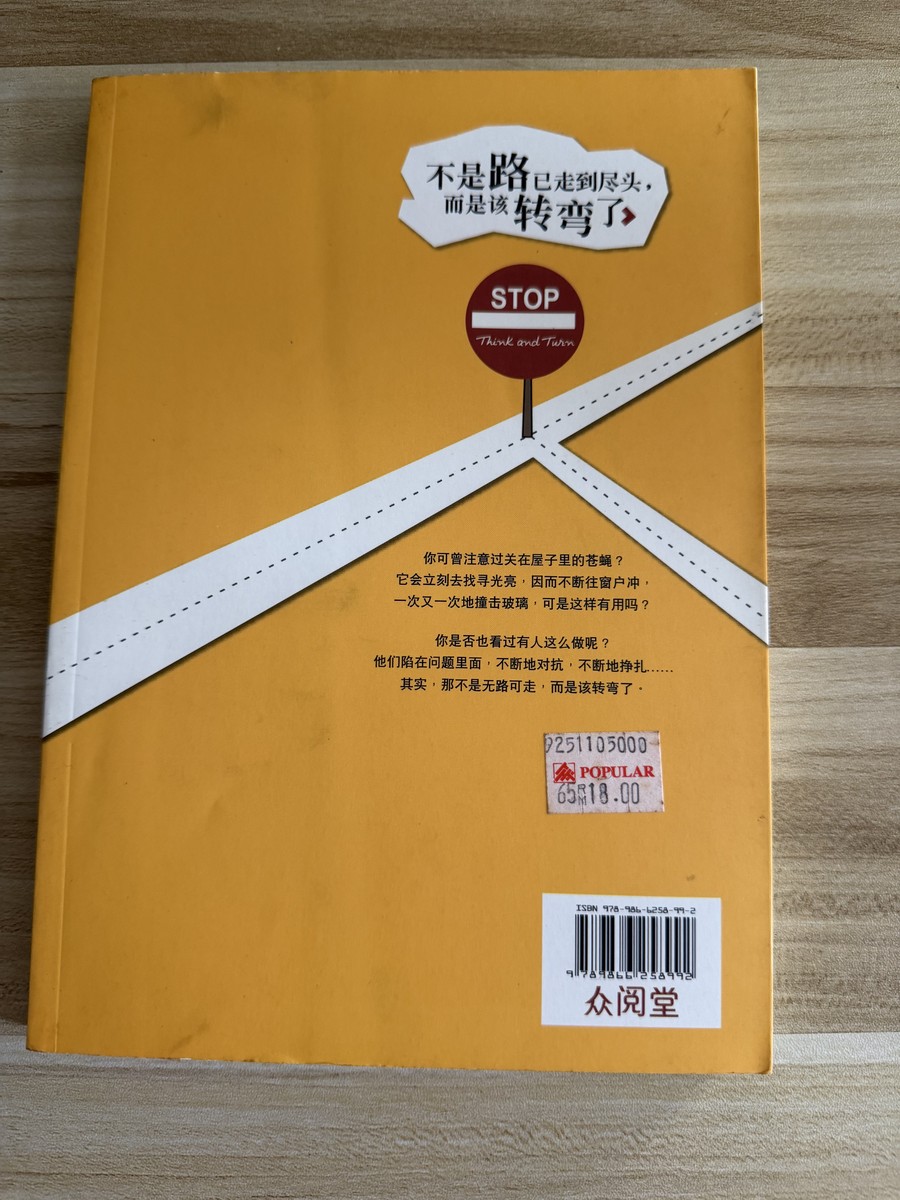 不是路已走到尽头，
而是该转弯了
STOP
Think and Turn
你可曾注意过关在屋子里的苍蝇？
它会立刻去找寻光亮，因而不断往窗户冲，
一次又一次地撞击玻璃，可是这样有用吗？
你是否也看过有人这么做呢？
他们陷在问题里面，不断地对抗，不断地挣扎……
其实，那不是无路可走，而是该转弯了。
9251105000
POPULAR
65RM18.00
ISBN 978-986-6258-99-2
9 789866 258992
众阅堂